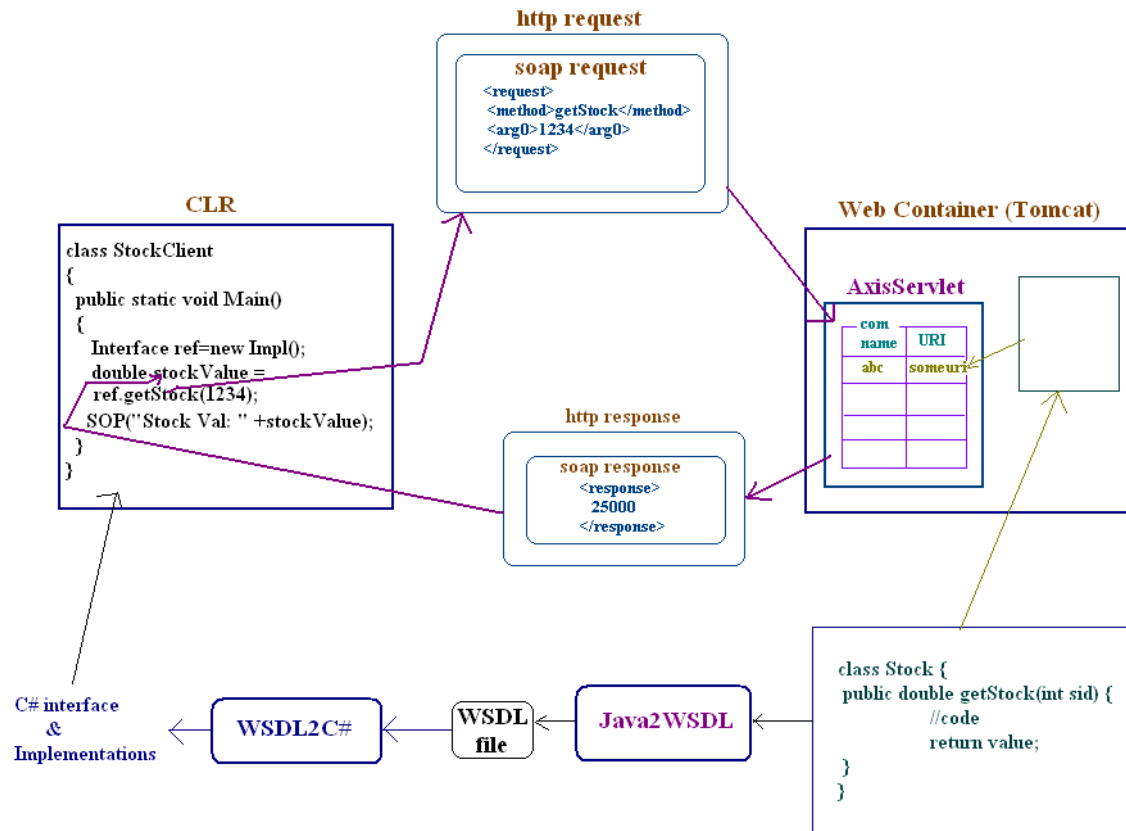 http request
soap request
<request>
<method>getStock</method>
<arg0>1234</arg0>
</request>
CLR
class StockClient
{
public static void Main()
{
Interface ref=new Impl();
double stockValue =
ref.getStock(1234);
SOP("Stock Val: " +stockValue);
}
}
Web Container (Tomcat)
AxisServlet
com name
URI
abc
someuri
http response
soap response
<response>
25000
</response>
class Stock {
public double getStock(int sid) {
//code
return value;
}
}
Java2WSDL
WSDL
file
WSDL2C#
C# interface
&
Implementations